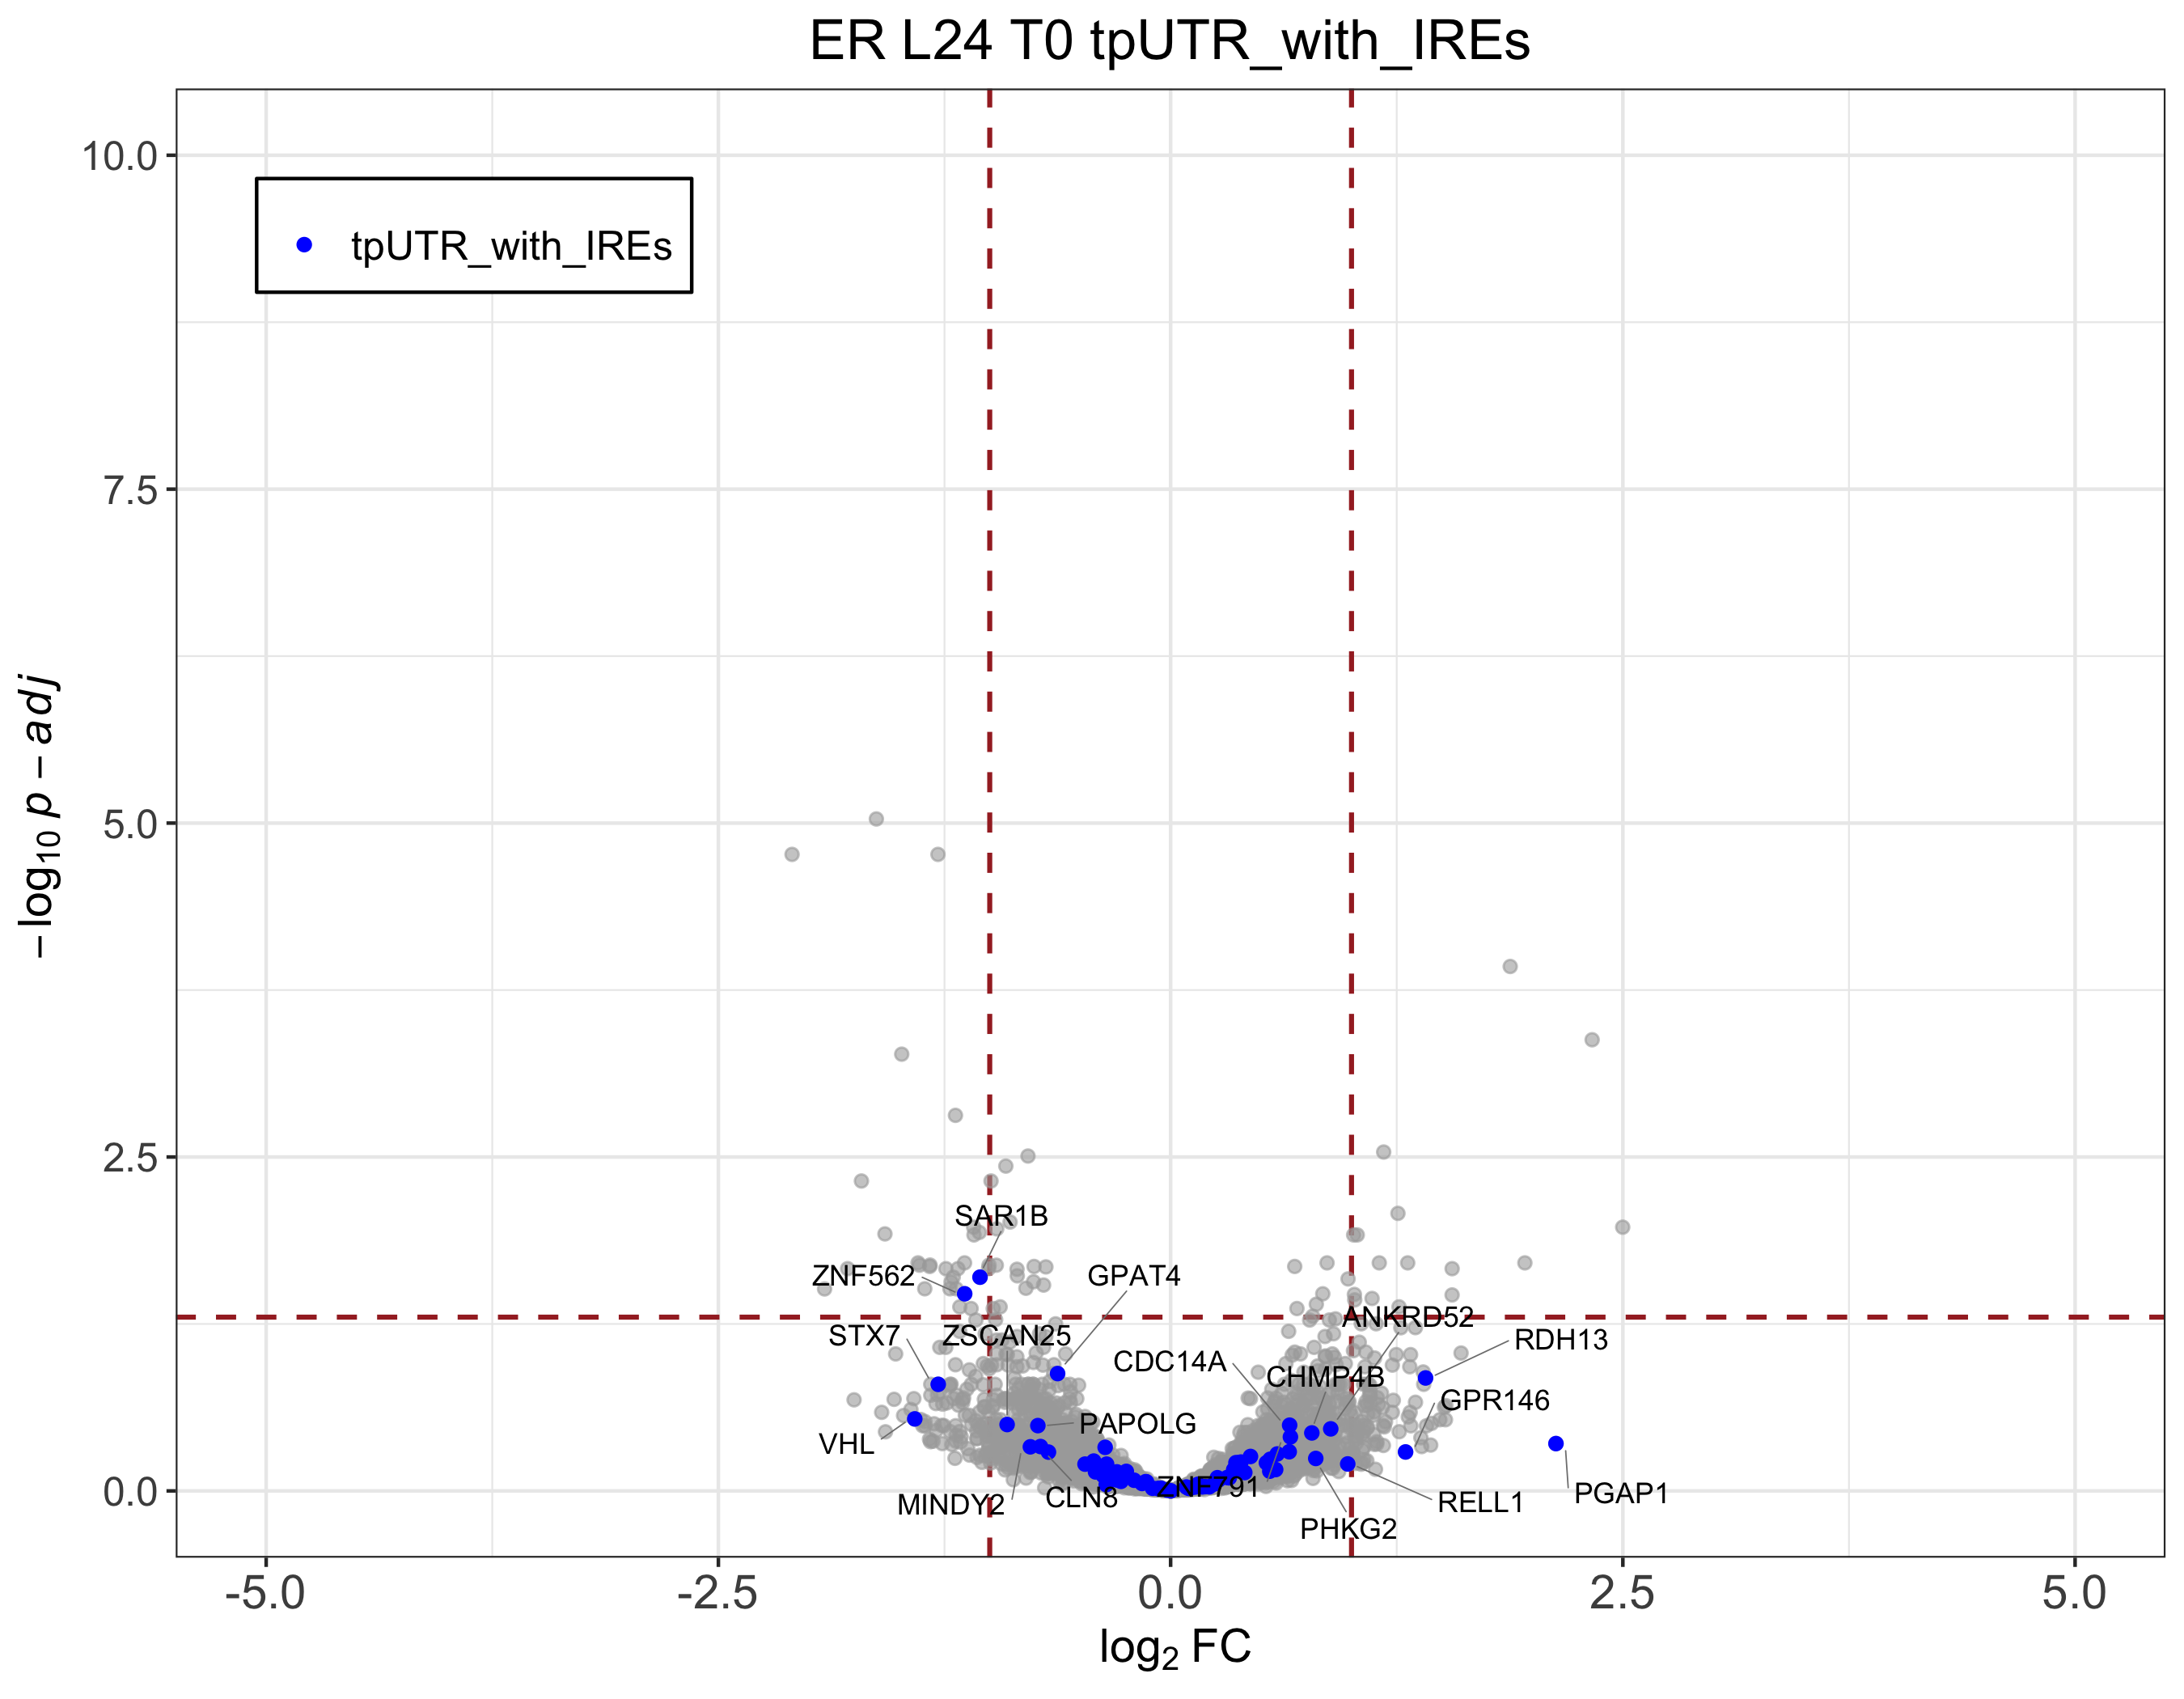 ER L24 T0 tpUTR_with_IREs
tpUTR_with_IREs
10.0
7.5
5.0
2.5
0.0
−log10 p − adj
SAR1B
ZNF562
GPAT4
ANKRD52
STX7
ZSCAN25
RDH13
CDC14A
CHMP4B
GPR146
PAPOLG
VHL
ZNF791
PGAP1
MINDY2
CLN8
RELL1
PHKG2
-5.0
-2.5
0.0
2.5
5.0
log2 FC